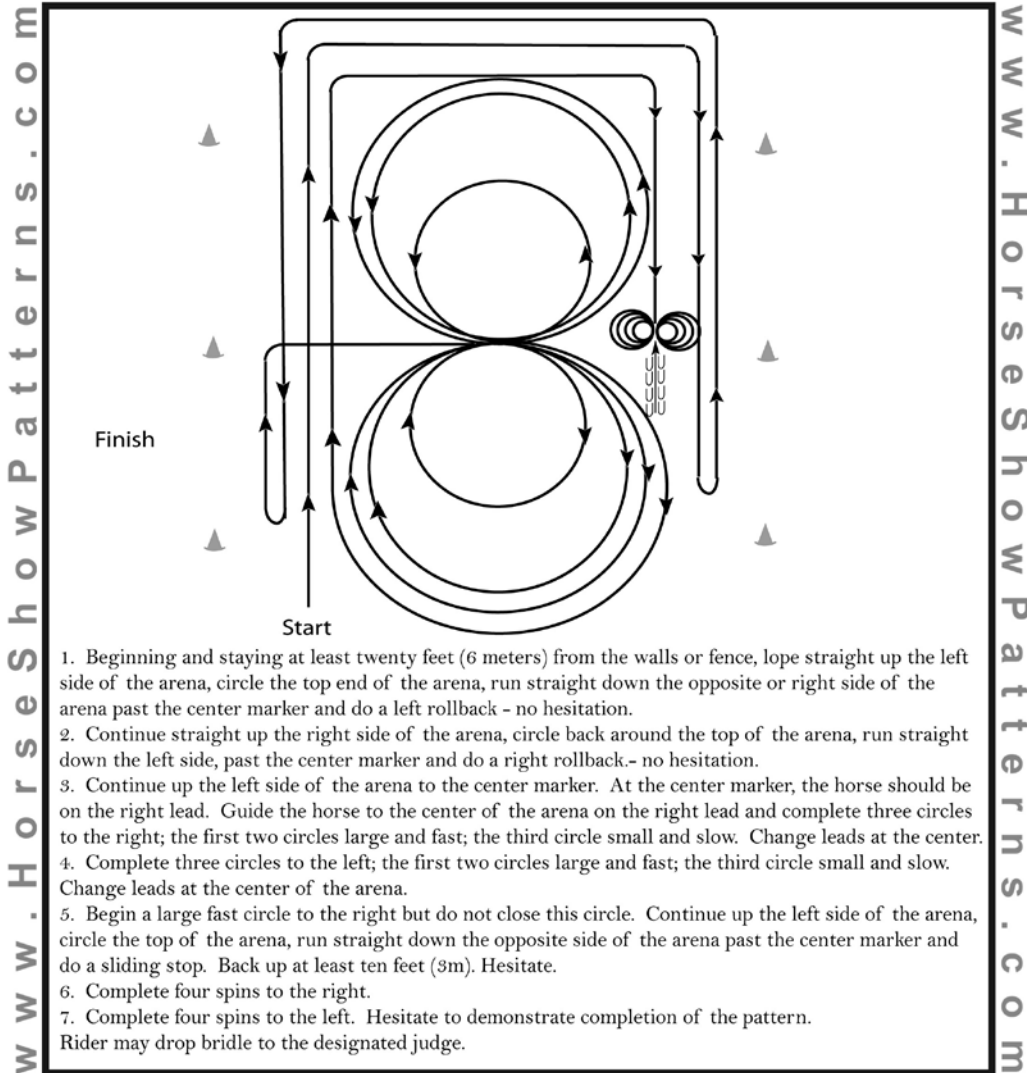 www.HorseShowPatterns.com
www.HorseShowPatterns.com
Finish
Start
1. Beginning and staying at least twenty feet (6 meters) from the walls or fence, lope straight up the left
side of the arena, circle the top end of the arena, run straight down the opposite or right side of the
arena past the center marker and do a left rollback - no hesitation.
2. Continue straight up the right side of the arena, circle back around the top of the arena, run straight
down the left side, past the center marker and do a right rollback.- no hesitation.
3. Continue up the left side of the arena to the center marker. At the center marker, the horse should be
on the right lead. Guide the horse to the center of the arena on the right lead and complete three circles
to the right; the first two circles large and fast; the third circle small and slow. Change leads at the center.
4. Complete three circles to the left; the first two circles large and fast; the third circle small and slow.
Change leads at the center of the arena.
5. Begin a large fast circle to the right but do not close this circle. Continue up the left side of the arena,
circle the top of the arena, run straight down the opposite side of the arena past the center marker and
do a sliding stop. Back up at least ten feet (3m). Hesitate.
6. Complete four spins to the right.
7. Complete four spins to the left. Hesitate to demonstrate completion of the pattern.
Rider may drop bridle to the designated judge.